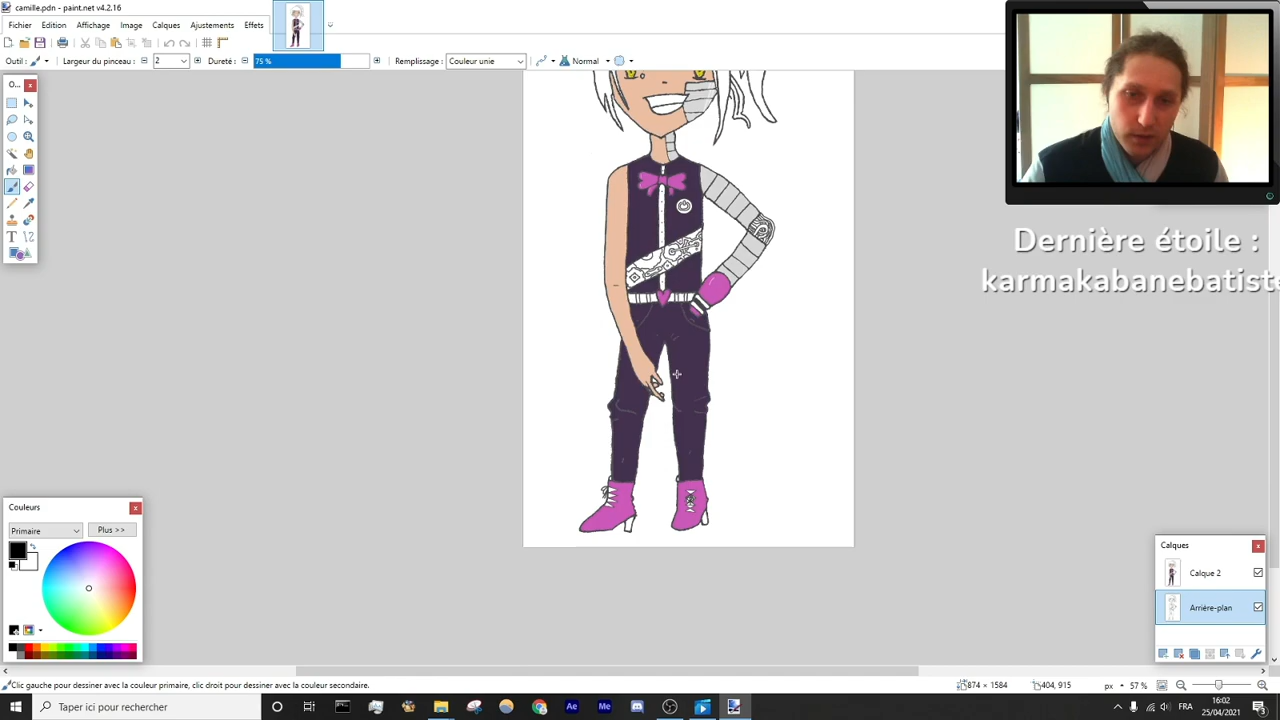 camille.pdn - paint.net v4.2.16
Fichier Edition Affichage Image Calques Ajustements Effets
Outil : Largeur du pinceau : 2 Dureté : 75 % Remplissage : Couleur unie Normal
O...
Dernière étoile :
karmakabanebatiste
Couleurs
Primaire Plus >>
Calques
Calque 2
Arrière-plan
Clic gauche pour dessiner avec la couleur primaire, clic droit pour dessiner avec la couleur secondaire. 874 × 1584 404, 915 px 57 %
Taper ici pour rechercher Ae Me FRA 16:02
25/04/2021